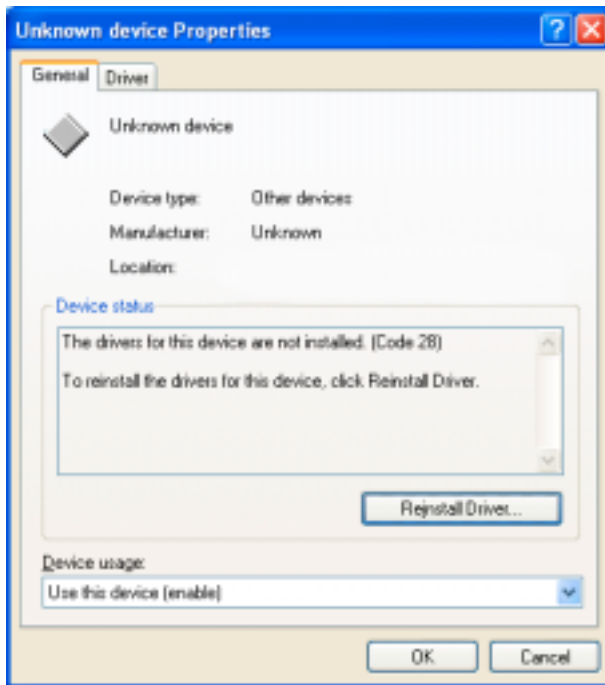 Unknown device Properties
General Driver
Unknown device
Device type: Other devices
Manufacturer: Unknown
Location:
Device status
The drivers for this device are not installed. (Code 28)
To reinstall the drivers for this device, click Reinstall Driver.
Reinstall Driver...
Device usage:
Use this device (enable)
OK Cancel